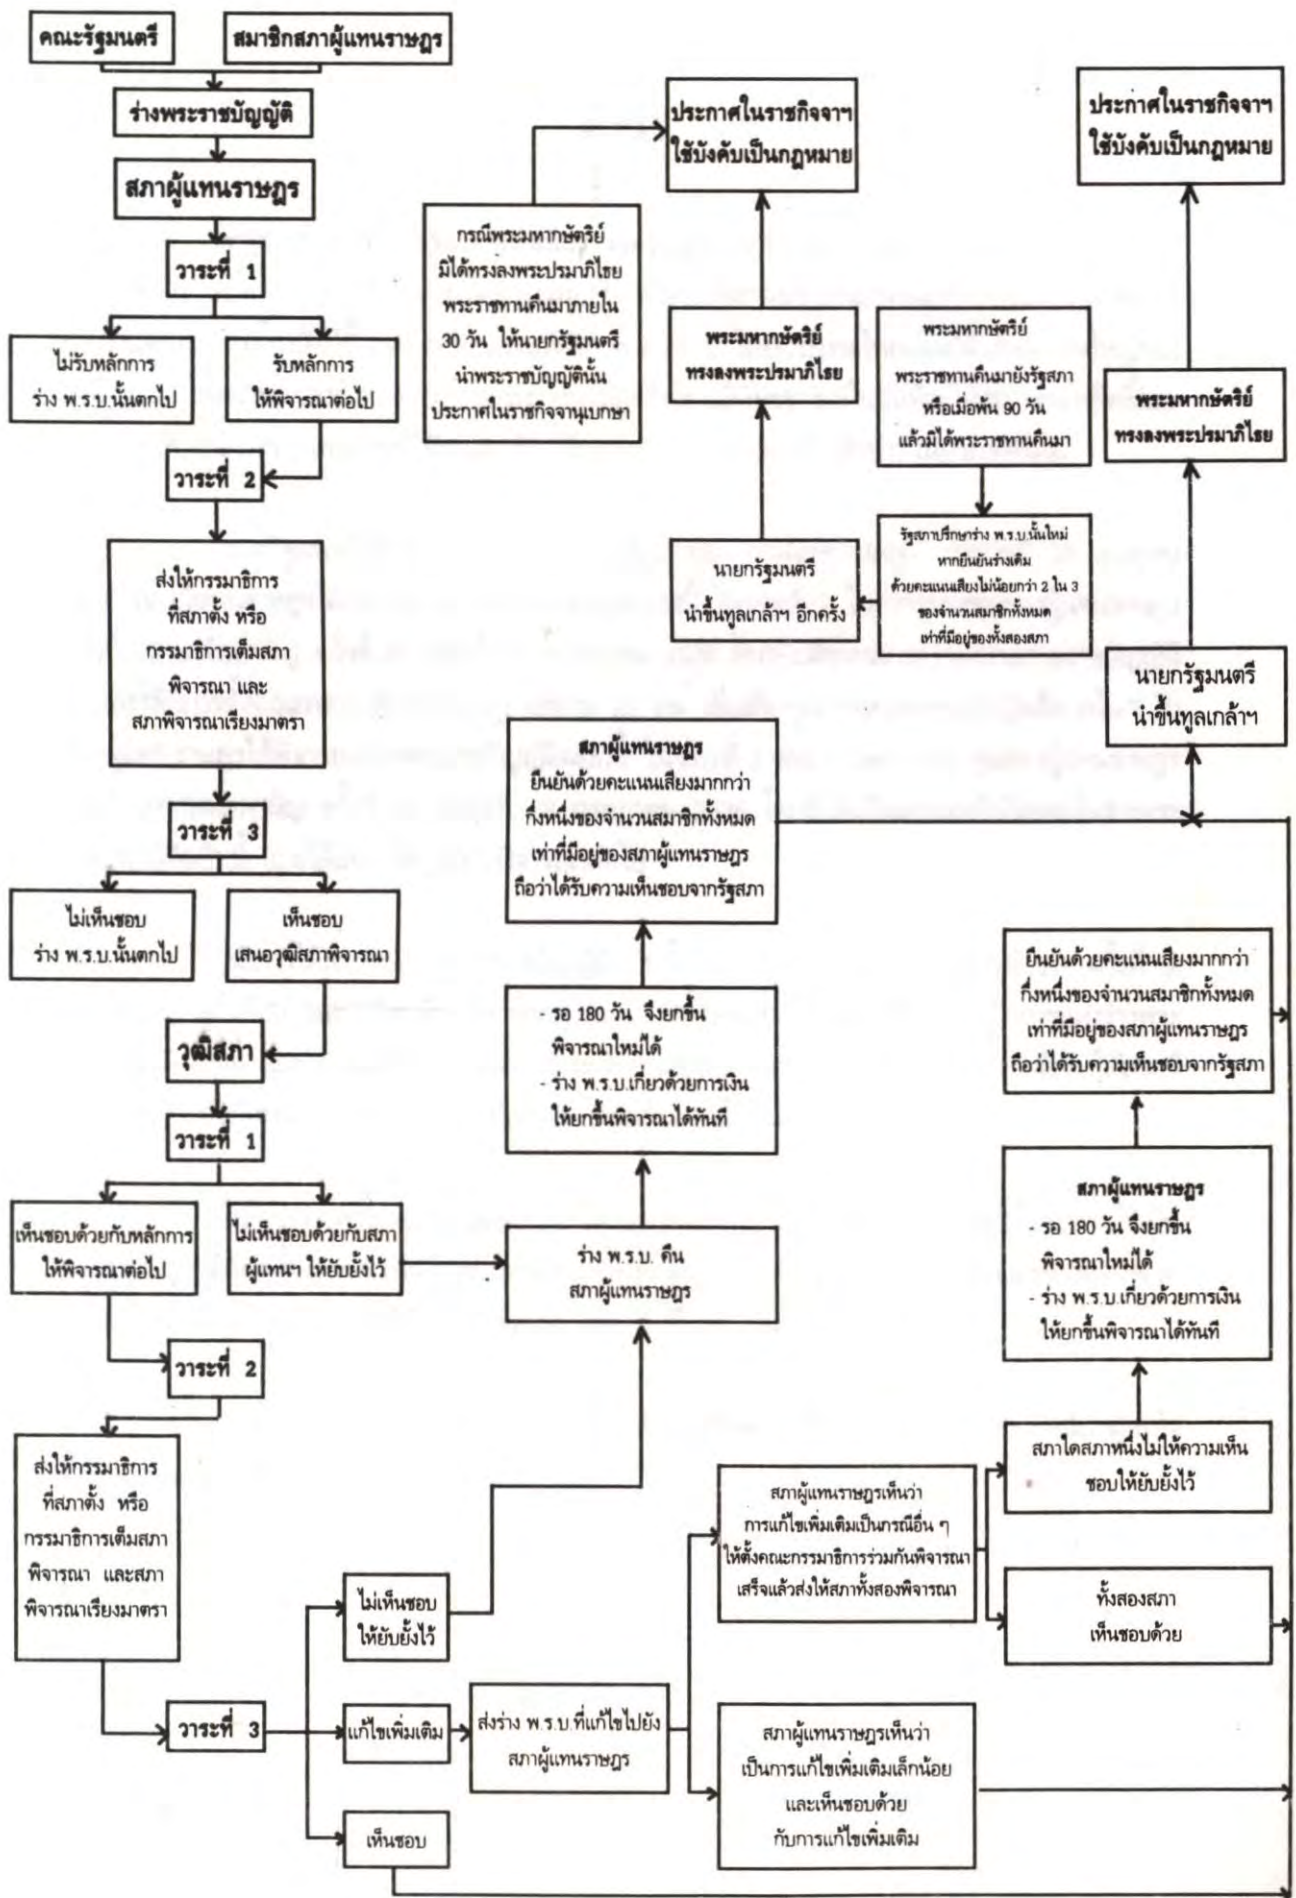 คณะรัฐมนตรี
สมาชิกสภาผู้แทนราษฎร
ร่างพระราชบัญญัติ
สภาผู้แทนราษฎร
วาระที่ 1
ไม่รับหลักการ
ร่าง พ.ร.บ.นั้นตกไป
รับหลักการ
ให้พิจารณาต่อไป
วาระที่ 2
ส่งให้กรรมาธิการ
ที่สภาตั้ง หรือ
กรรมาธิการเต็มสภา
พิจารณา และ
สภาพิจารณาเรียงมาตรา
วาระที่ 3
ไม่เห็นชอบ
ร่าง พ.ร.บ.นั้นตกไป
เห็นชอบ
เสนอวุฒิสภาพิจารณา
วุฒิสภา
วาระที่ 1
เห็นชอบด้วยกับหลักการ
ให้พิจารณาต่อไป
ไม่เห็นชอบด้วยกับสภา
ผู้แทนฯ ให้ยับยั้งไว้
วาระที่ 2
ส่งให้กรรมาธิการ
ที่สภาตั้ง หรือ
กรรมาธิการเต็มสภา
พิจารณา และสภา
พิจารณาเรียงมาตรา
วาระที่ 3
ไม่เห็นชอบ
ให้ยับยั้งไว้
แก้ไขเพิ่มเติม
เห็นชอบ
ส่งร่าง พ.ร.บ.ที่แก้ไขไปยัง
สภาผู้แทนราษฎร
สภาผู้แทนราษฎรเห็นว่า
การแก้ไขเพิ่มเติมเป็นกรณีอื่น ๆ
ให้ตั้งคณะกรรมาธิการร่วมกันพิจารณา
เสร็จแล้วส่งให้สภาทั้งสองพิจารณา
สภาผู้แทนราษฎรเห็นว่า
เป็นการแก้ไขเพิ่มเติมเล็กน้อย
และเห็นชอบด้วย
กับการแก้ไขเพิ่มเติม
สภาใดสภาหนึ่งไม่ให้ความเห็น
ชอบให้ยับยั้งไว้
ทั้งสองสภา
เห็นชอบด้วย
สภาผู้แทนราษฎร
- รอ 180 วัน จึงยกขึ้น
พิจารณาใหม่ได้
- ร่าง พ.ร.บ.เกี่ยวด้วยการเงิน
ให้ยกขึ้นพิจารณาได้ทันที
ยืนยันด้วยคะแนนเสียงมากกว่า
กึ่งหนึ่งของจำนวนสมาชิกทั้งหมด
เท่าที่มีอยู่ของสภาผู้แทนราษฎร
ถือว่าได้รับความเห็นชอบจากรัฐสภา
ร่าง พ.ร.บ. คืน
สภาผู้แทนราษฎร
- รอ 180 วัน จึงยกขึ้น
พิจารณาใหม่ได้
- ร่าง พ.ร.บ.เกี่ยวด้วยการเงิน
ให้ยกขึ้นพิจารณาได้ทันที
สภาผู้แทนราษฎร
ยืนยันด้วยคะแนนเสียงมากกว่า
กึ่งหนึ่งของจำนวนสมาชิกทั้งหมด
เท่าที่มีอยู่ของสภาผู้แทนราษฎร
ถือว่าได้รับความเห็นชอบจากรัฐสภา
นายกรัฐมนตรี
นำขึ้นทูลเกล้าฯ
พระมหากษัตริย์
ทรงลงพระปรมาภิไธย
ประกาศในราชกิจจาฯ
ใช้บังคับเป็นกฎหมาย
พระมหากษัตริย์
พระราชทานคืนมายังรัฐสภา
หรือเมื่อพ้น 90 วัน
แล้วมิได้พระราชทานคืนมา
รัฐสภาปรึกษาร่าง พ.ร.บ.นั้นใหม่
หากยืนยันร่างเดิม
ด้วยคะแนนเสียงไม่น้อยกว่า 2 ใน 3
ของจำนวนสมาชิกทั้งหมด
เท่าที่มีอยู่ของทั้งสองสภา
นายกรัฐมนตรี
นำขึ้นทูลเกล้าฯ อีกครั้ง
พระมหากษัตริย์
ทรงลงพระปรมาภิไธย
กรณีพระมหากษัตริย์
มิได้ทรงลงพระปรมาภิไธย
พระราชทานคืนมาภายใน
30 วัน ให้นายกรัฐมนตรี
นำพระราชบัญญัตินั้น
ประกาศในราชกิจจานุเบกษา
ประกาศในราชกิจจาฯ
ใช้บังคับเป็นกฎหมาย